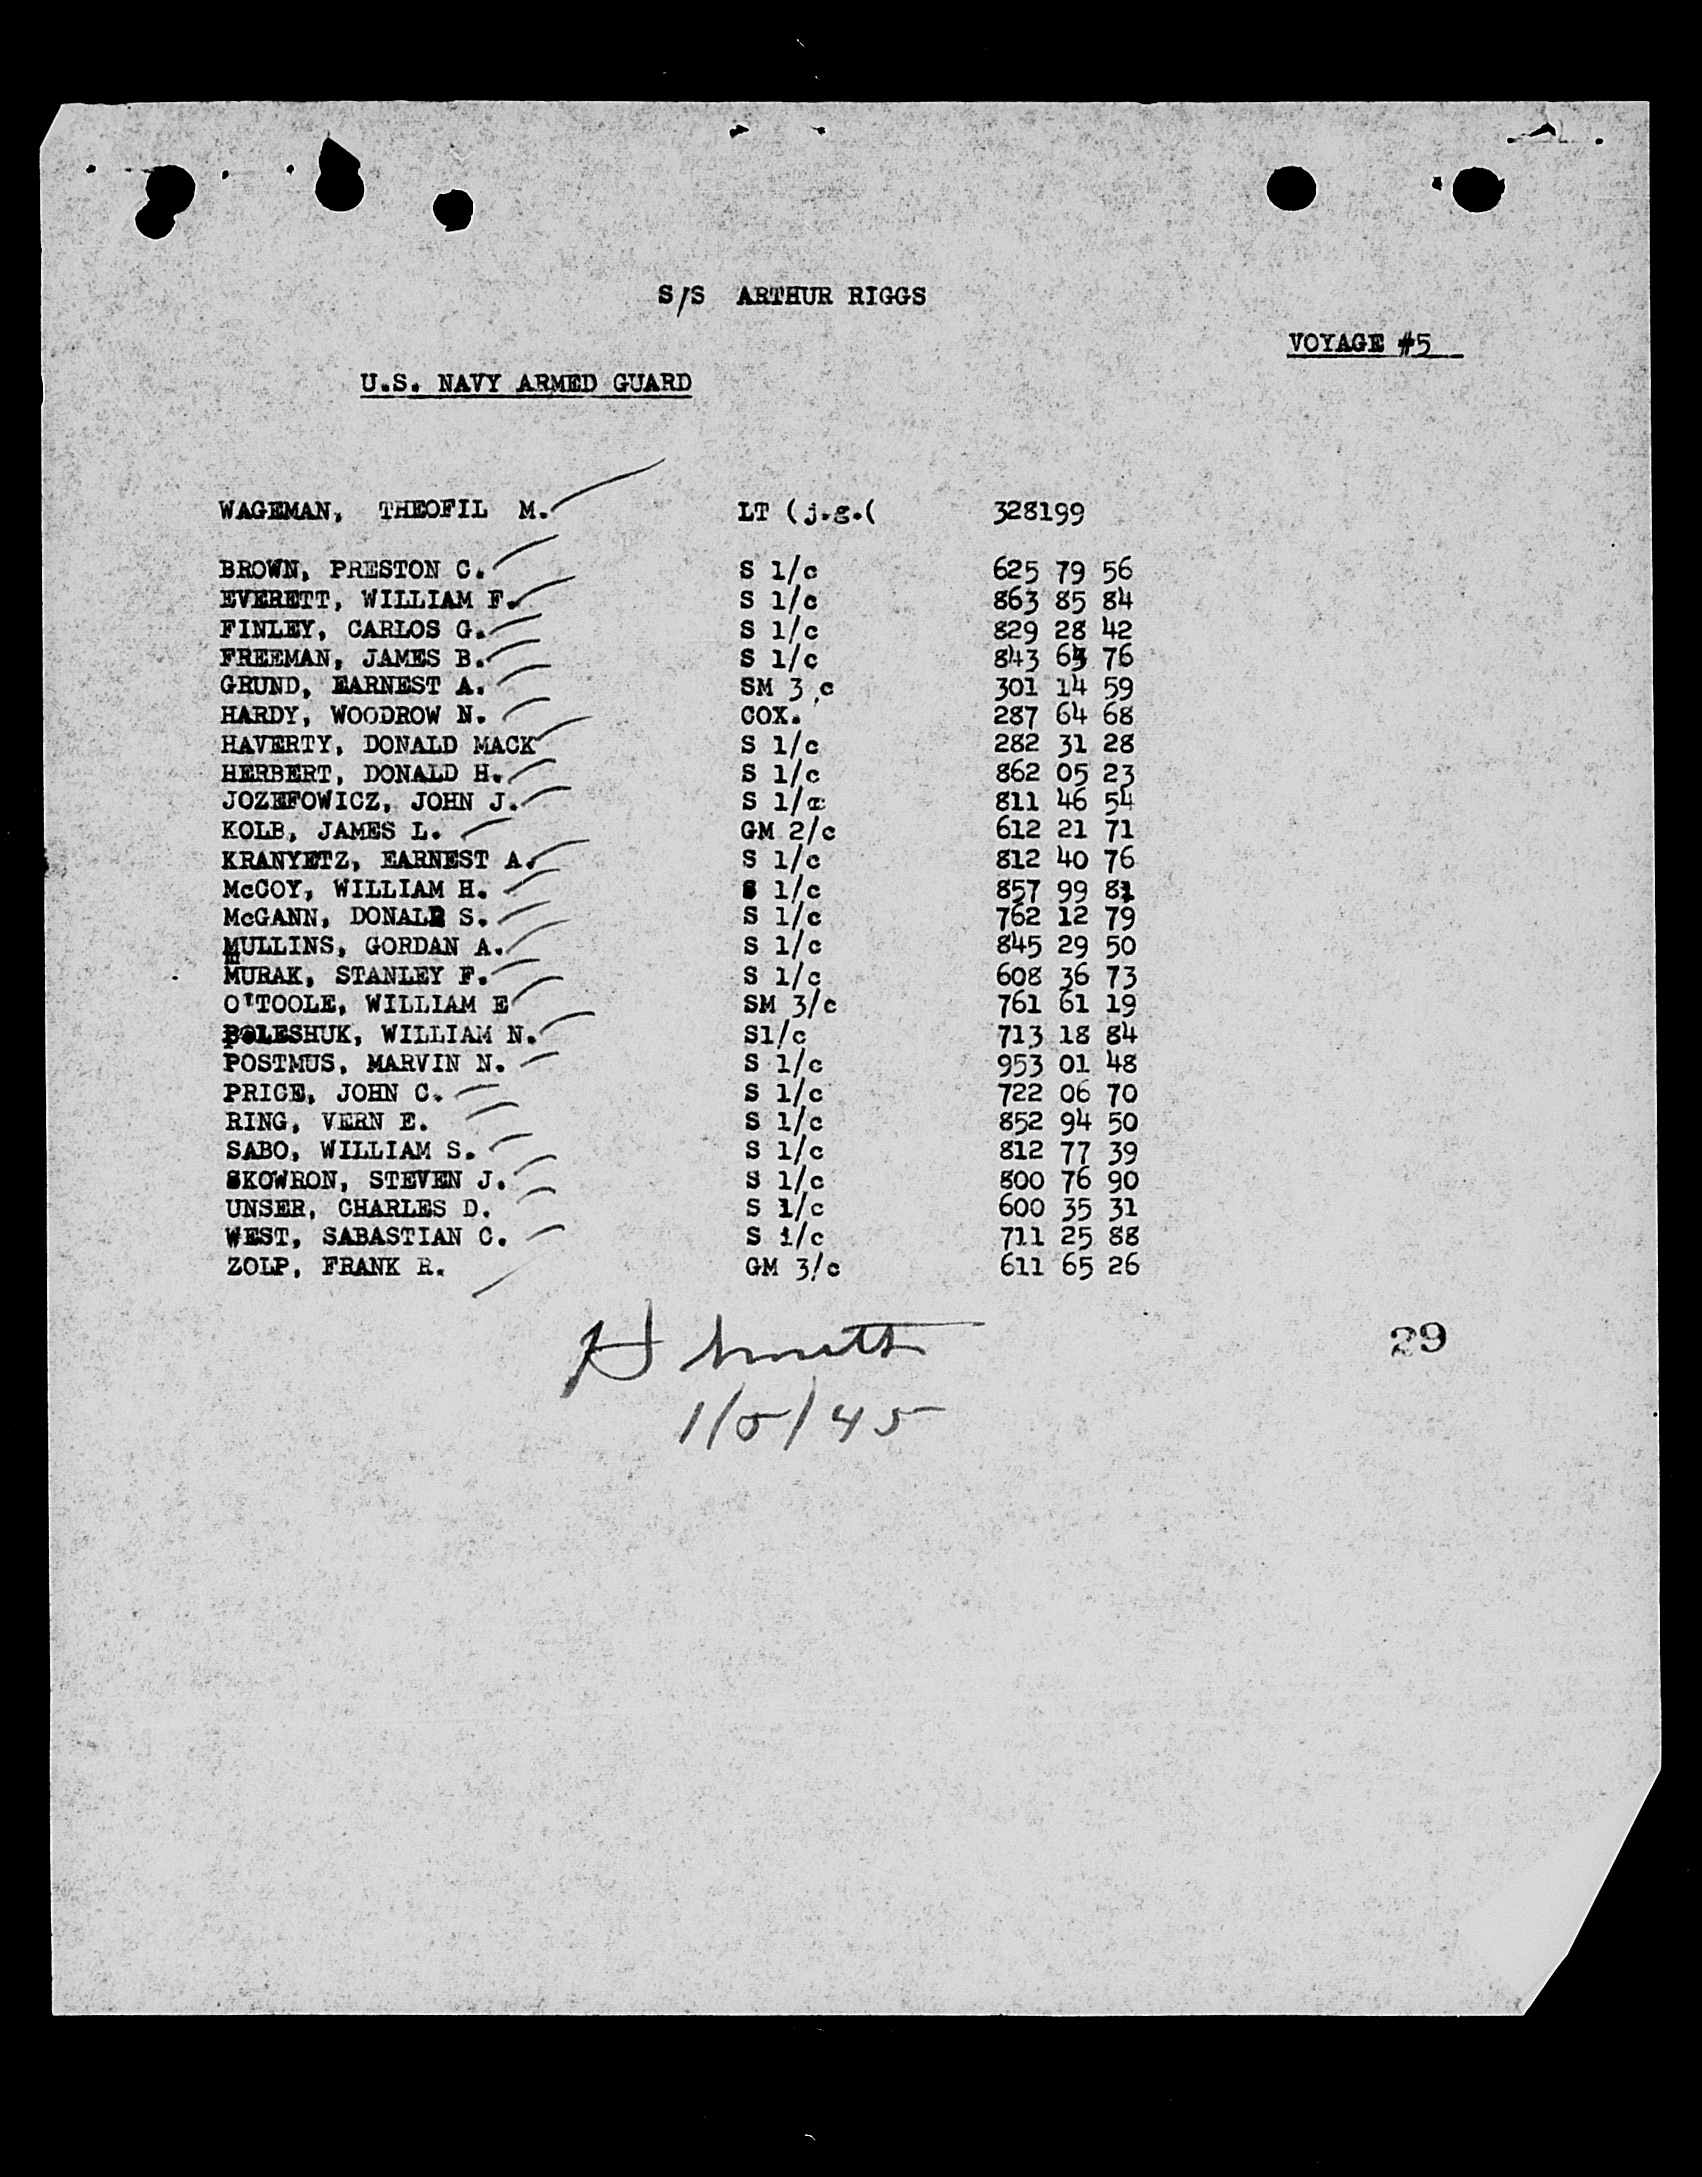 S/S ARTHUR RIGGS
VOYAGE #5
U.S. NAVY ARMED GUARD
WAGEMAN, THEOFIL M. LT (j.g.( 328199
BROWN, PRESTON C. S 1/c 625 79 56
EVERETT, WILLIAM F. S 1/c 863 85 84
FINLEY, CARLOS G. S 1/c 829 28 42
FREEMAN, JAMES B. S 1/c 843 76
GRUND, EARNEST A. SM 3 c 301 14 59
HARDY, WOODROW N. COX. 287 64 68
HAVERTY, DONALD MACK S 1/c 282 31 28
HERBERT, DONALD H. S 1/c 862 05 23
JOZEFOWICZ, JOHN J. S 1/c 811 46 54
KOLB, JAMES L. GM 2/c 612 21 71
KRANYETZ, EARNEST A. S 1/c 812 40 76
McCOY, WILLIAM H. S 1/c 857 99 81
McGANN, DONALD S. S 1/c 762 12 79
MULLINS, GORDAN A. S 1/c 845 29 50
MURAK, STANLEY F. S 1/c 608 36 73
O'TOOLE, WILLIAM E SM 3/c 761 61 19
POLESHUK, WILLIAM N. S1/c 713 18 84
POSTMUS, MARVIN N. S 1/c 953 01 48
PRICE, JOHN C. S 1/c 722 06 70
RING, VERN E. S 1/c 852 94 50
SABO, WILLIAM S. S 1/c 812 77 39
SKOWRON, STEVEN J. S 1/c 800 76 90
UNSER, CHARLES D. S 1/c 600 35 31
WEST, SABASTIAN C. S 1/c 711 25 88
ZOLP, FRANK R. GM 3/c 611 65 26
H Smith
29
1/5/45